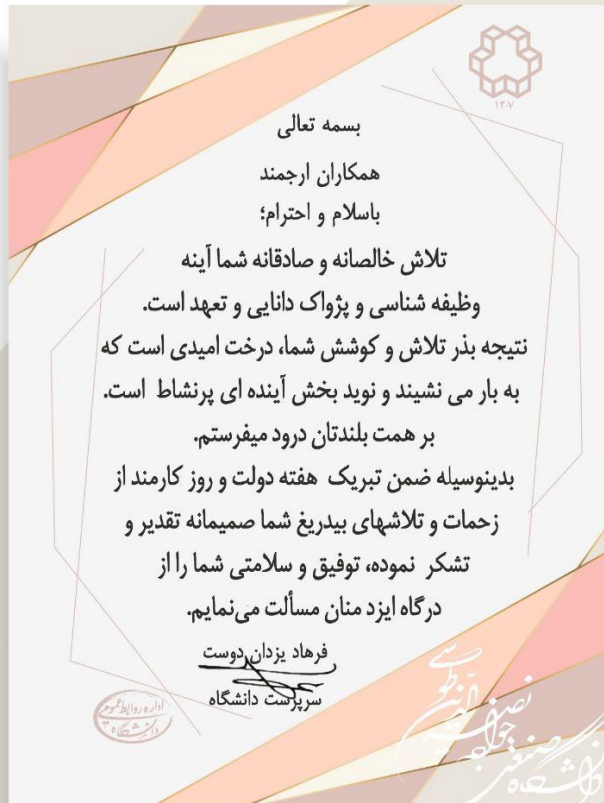 ۱۳۰۷
بسمه تعالی
همکاران ارجمند
باسلام و احترام؛
تلاش خالصانه و صادقانه شما آینه
وظیفه شناسی و پژواک دانایی و تعهد است.
نتیجه بذر تلاش و کوشش شما، درخت امیدی است که
به بار می نشیند و نوید بخش آینده ای پرنشاط است.
بر همت بلندتان درود میفرستم.
بدینوسیله ضمن تبریک هفته دولت و روز کارمند از
زحمات و تلاشهای بیدریغ شما صمیمانه تقدیر و
تشکر نموده، توفیق و سلامتی شما را از
درگاه ایزد منان مسألت می‌نمایم.
فرهاد یزدان دوست
سرپرست دانشگاه
اداره روابط عمومی
دانشگاه
دانشگاه صنعتی خواجه نصیرالدین طوسی